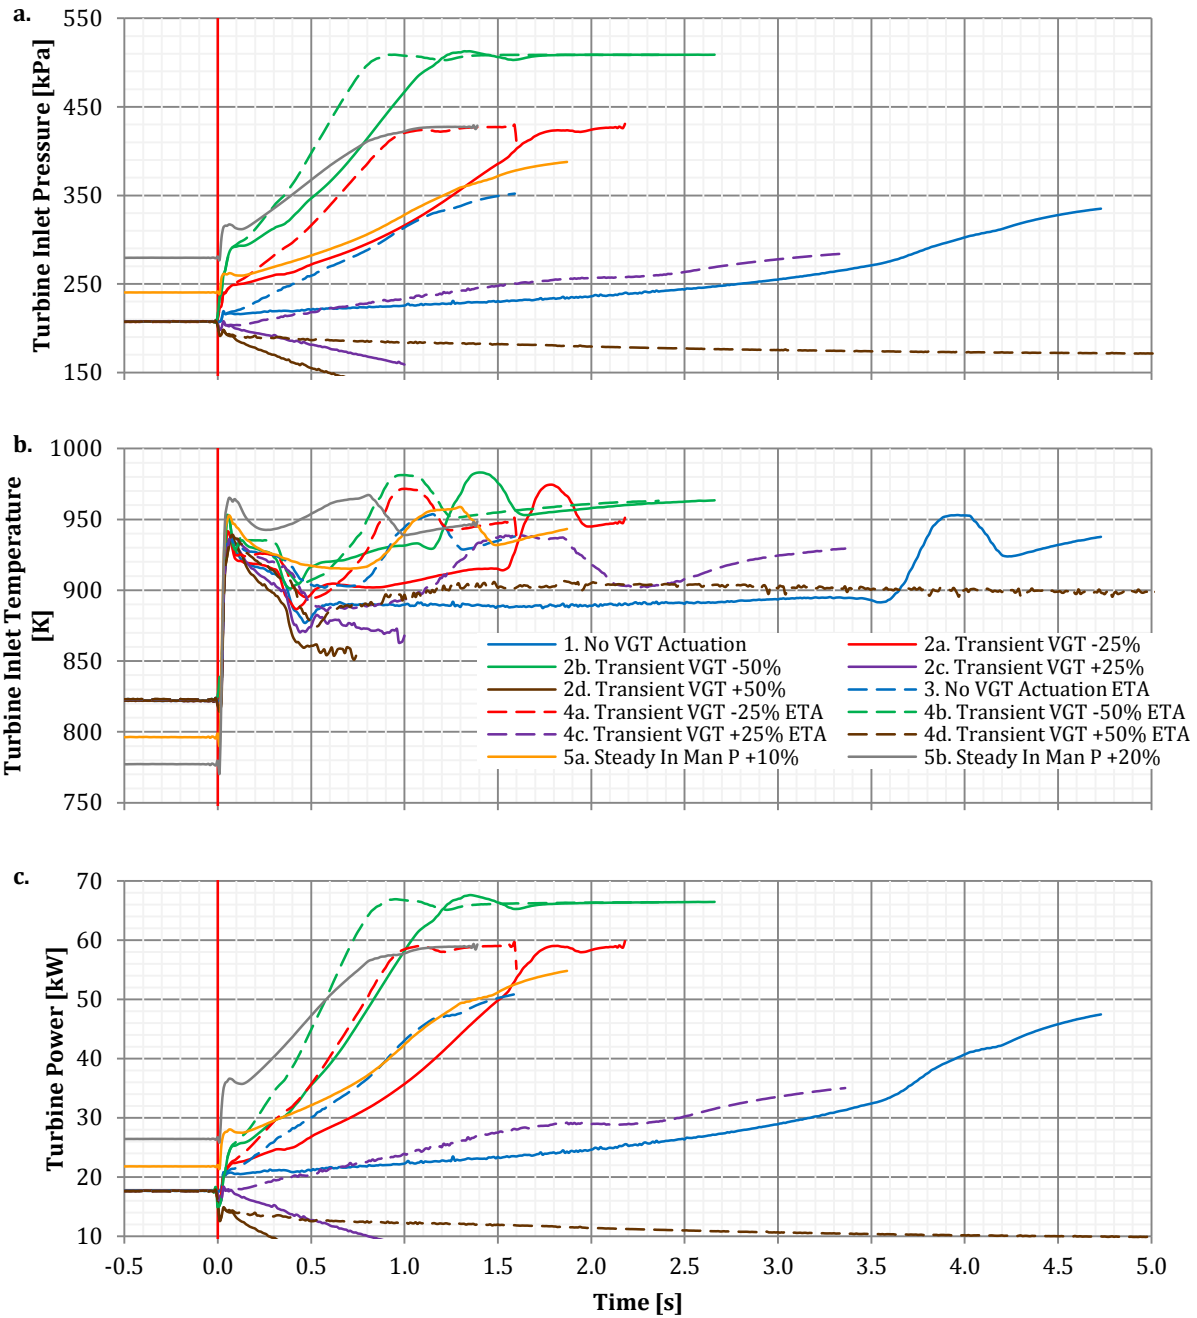 a.
Turbine Inlet Pressure [kPa]
550
450
350
250
150
b.
Turbine Inlet Temperature
[K]
1000
950
900
850
800
750
1. No VGT Actuation
2a. Transient VGT -25%
2b. Transient VGT -50%
2c. Transient VGT +25%
2d. Transient VGT +50%
3. No VGT Actuation ETA
4a. Transient VGT -25% ETA
4b. Transient VGT -50% ETA
4c. Transient VGT +25% ETA
4d. Transient VGT +50% ETA
5a. Steady In Man P +10%
5b. Steady In Man P +20%
c.
Turbine Power [kW]
70
60
50
40
30
20
10
-0.5 0.0 0.5 1.0 1.5 2.0 2.5 3.0 3.5 4.0 4.5 5.0
Time [s]